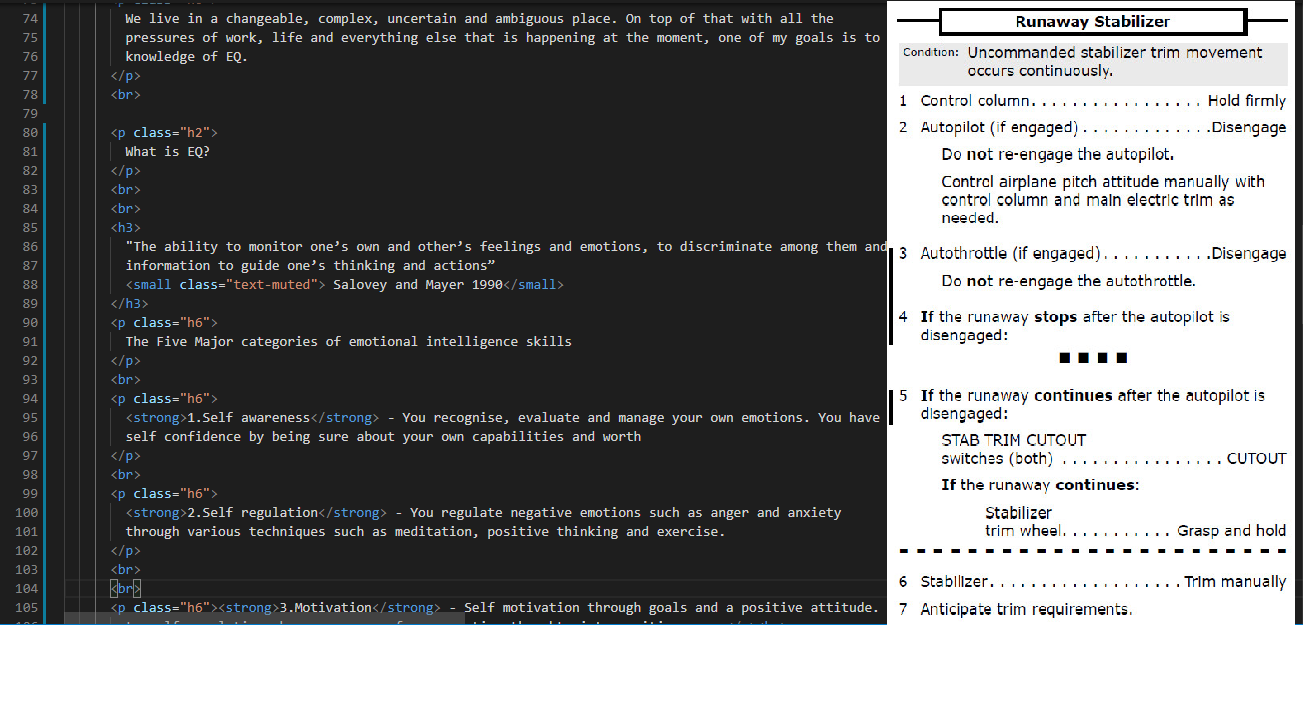 74 We live in a changeable, complex, uncertain and ambiguous place. On top of that with all the
75 pressures of work, life and everything else that is happening at the moment, one of my goals is to
76 knowledge of EQ.
77 </p>
78 <br>
79
80 <p class="h2">
81 What is EQ?
82 </p>
83 <br>
84 <br>
85 <h3>
86 "The ability to monitor one’s own and other’s feelings and emotions, to discriminate among them and
87 information to guide one’s thinking and actions”
88 <small class="text-muted"> Salovey and Mayer 1990</small>
89 </h3>
90 <p class="h6">
91 The Five Major categories of emotional intelligence skills
92 </p>
93 <br>
94 <p class="h6">
95 <strong>1.Self awareness</strong> - You recognise, evaluate and manage your own emotions. You have
96 self confidence by being sure about your own capabilities and worth
97 </p>
98 <br>
99 <p class="h6">
100 <strong>2.Self regulation</strong> - You regulate negative emotions such as anger and anxiety
101 through various techniques such as meditation, positive thinking and exercise.
102 </p>
103 <br>
104 <br>
105 <p class="h6"><strong>3.Motivation</strong> - Self motivation through goals and a positive attitude.
Runaway Stabilizer
Condition: Uncommanded stabilizer trim movement
occurs continuously.
1 Control column. . . . . . . . . . . . . . . . . Hold firmly
2 Autopilot (if engaged) . . . . . . . . . . . . .Disengage
Do not re-engage the autopilot.
Control airplane pitch attitude manually with
control column and main electric trim as
needed.
3 Autothrottle (if engaged). . . . . . . . . . .Disengage
Do not re-engage the autothrottle.
4 If the runaway stops after the autopilot is
disengaged:
5 If the runaway continues after the autopilot is
disengaged:
STAB TRIM CUTOUT
switches (both) . . . . . . . . . . . . . . . . CUTOUT
If the runaway continues:
Stabilizer
trim wheel. . . . . . . . . . . Grasp and hold
6 Stabilizer. . . . . . . . . . . . . . . . . . . Trim manually
7 Anticipate trim requirements.